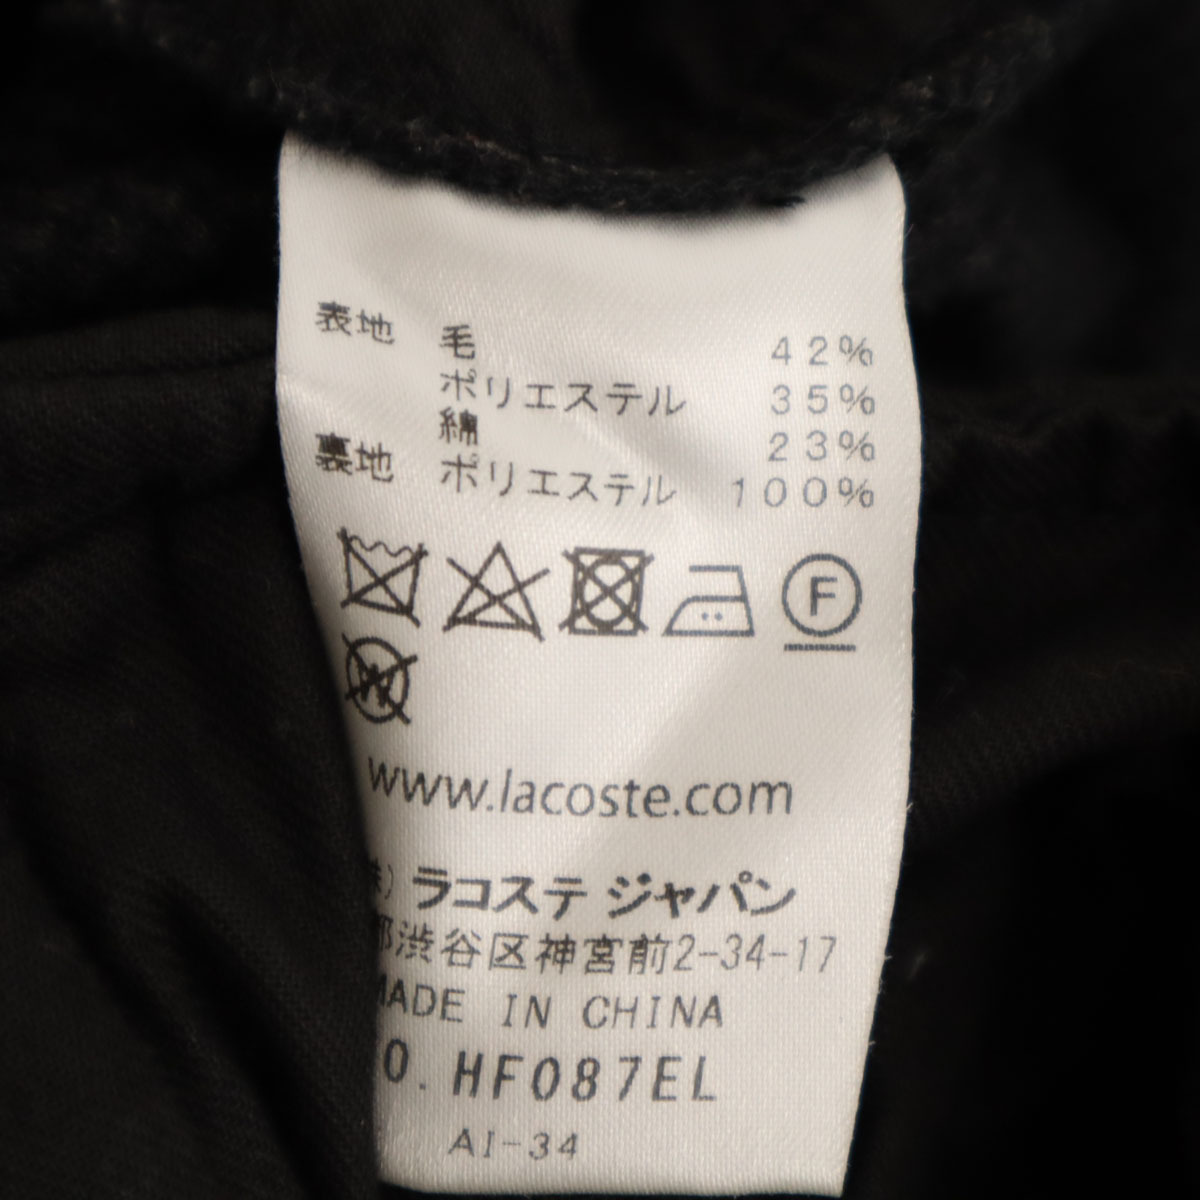 表地 毛 42%
ポリエステル 35%
綿 23%
裏地 ポリエステル 100%
F
W
www.lacoste.com
ラコステ ジャパン
渋谷区神宮前2-34-17
MADE IN CHINA
HF087EL
AI-34